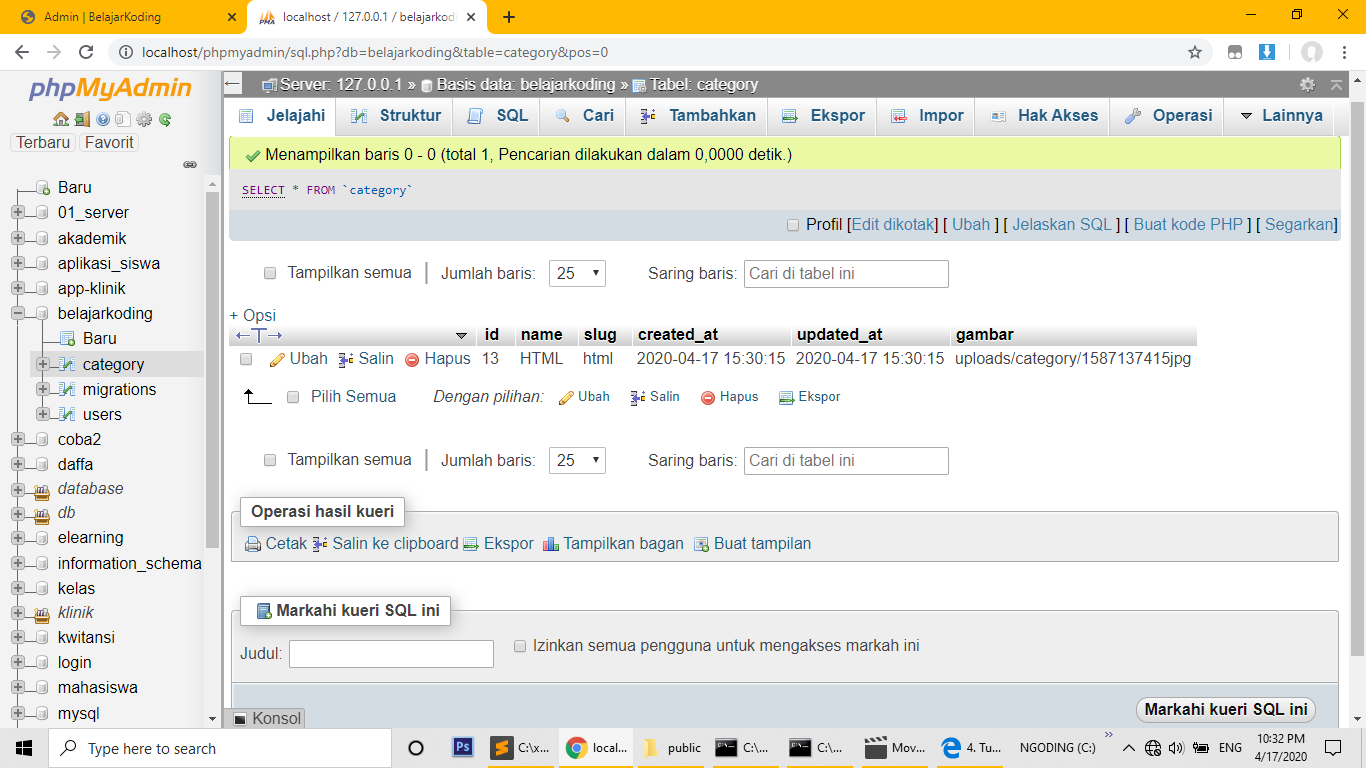 Admin | BelajarKoding
localhost / 127.0.0.1 / belajarkodi
localhost/phpmyadmin/sql.php?db=belajarkoding&table=category&pos=0
phpMyAdmin
Terbaru Favorit
Baru
01_server
akademik
aplikasi_siswa
app-klinik
belajarkoding
Baru
category
migrations
users
coba2
daffa
database
db
elearning
information_schema
kelas
klinik
kwitansi
login
mahasiswa
mysql
Server: 127.0.0.1 » Basis data: belajarkoding » Tabel: category
Jelajahi Struktur SQL Cari Tambahkan Ekspor Impor Hak Akses Operasi Lainnya
Menampilkan baris 0 - 0 (total 1, Pencarian dilakukan dalam 0,0000 detik.)
SELECT * FROM `category`
Profil [Edit dikotak] [ Ubah ] [ Jelaskan SQL ] [ Buat kode PHP ] [ Segarkan]
Tampilkan semua Jumlah baris: 25 Saring baris: Cari di tabel ini
+ Opsi
id name slug created_at updated_at gambar
Ubah Salin Hapus 13 HTML html 2020-04-17 15:30:15 2020-04-17 15:30:15 uploads/category/1587137415jpg
Pilih Semua Dengan pilihan: Ubah Salin Hapus Ekspor
Tampilkan semua Jumlah baris: 25 Saring baris: Cari di tabel ini
Operasi hasil kueri
Cetak Salin ke clipboard Ekspor Tampilkan bagan Buat tampilan
Markahi kueri SQL ini
Judul: Izinkan semua pengguna untuk mengakses markah ini
Markahi kueri SQL ini
Konsol
Type here to search
C:\x... local... public C:\... C:\... Mov... 4. Tu... NGODING (C:) ENG
10:32 PM
4/17/2020